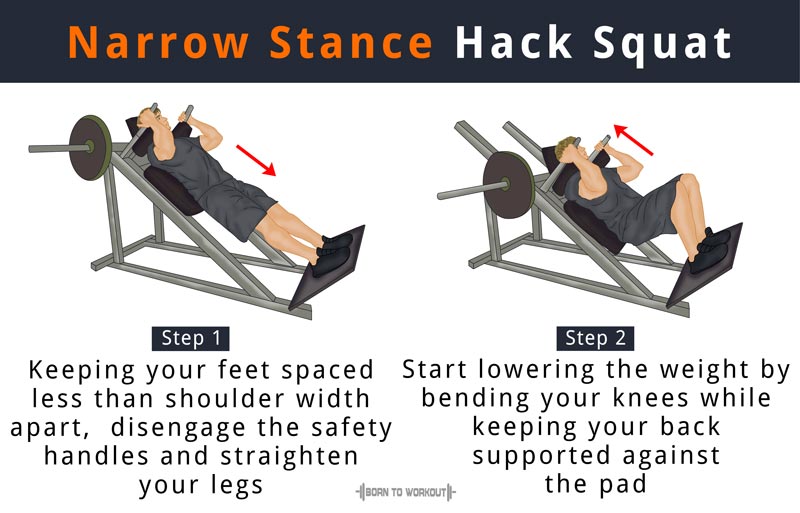 Narrow Stance Hack Squat
Step 1
Keeping your feet spaced
less than shoulder width
apart, disengage the safety
handles and straighten
your legs
Step 2
Start lowering the weight by
bending your knees while
keeping your back
supported against
the pad
BORN TO WORKOUT